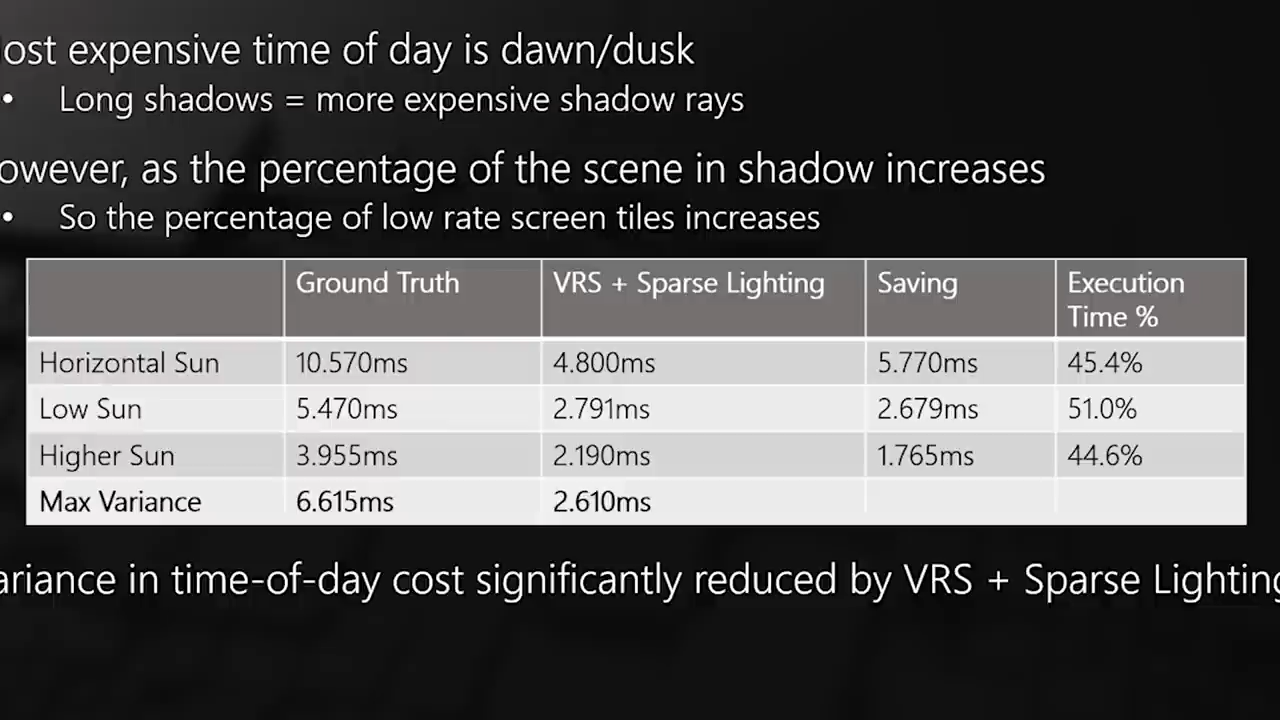 ost expensive time of day is dawn/dusk
• Long shadows = more expensive shadow rays
owever, as the percentage of the scene in shadow increases
• So the percentage of low rate screen tiles increases
Ground Truth VRS + Sparse Lighting Saving Execution
Time %
Horizontal Sun 10.570ms 4.800ms 5.770ms 45.4%
Low Sun 5.470ms 2.791ms 2.679ms 51.0%
Higher Sun 3.955ms 2.190ms 1.765ms 44.6%
Max Variance 6.615ms 2.610ms
ariance in time-of-day cost significantly reduced by VRS + Sparse Lighting